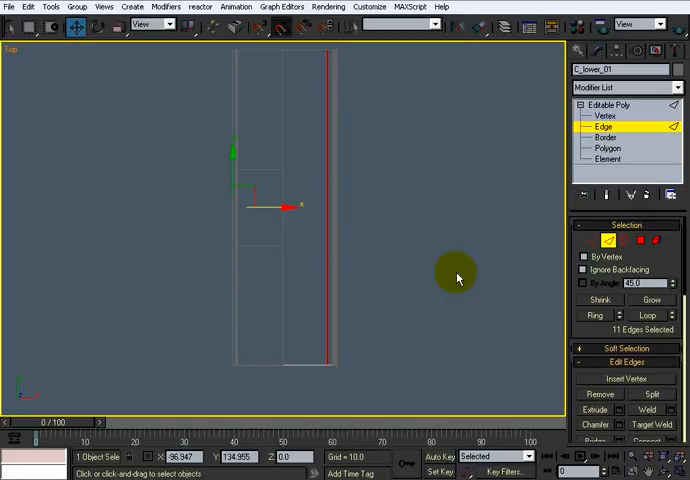 File Edit Tools Group Views Create Modifiers reactor Animation Graph Editors Rendering Customize MAXScript Help
View View
Top
C_lower_01
Modifier List
Editable Poly
Vertex
Edge
Border
Polygon
Element
- Selection
By Vertex
Ignore Backfacing
By Angle: 45.0
Shrink Grow
Ring Loop
11 Edges Selected
+ Soft Selection
- Edit Edges
Insert Vertex
Remove Split
Extrude Weld
Chamfer Target Weld
Bridge Connect
y
x
0 / 100
0 10 20 30 40 50 60 70 80 90 100
1 Object Sele X: -96.947 Y: 134.955 Z: 0.0 Grid = 10.0 Auto Key Selected
Click or click-and-drag to select objects Add Time Tag Set Key Key Filters... 0